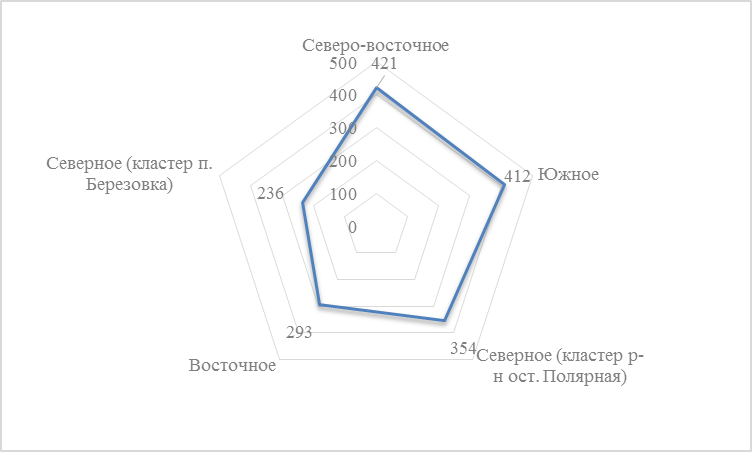 Северо-восточное
500
421
400
300
200
100
0
412
Южное
354
Северное (кластер р-
н ост. Полярная)
293
Восточное
236
Северное (кластер п.
Березовка)